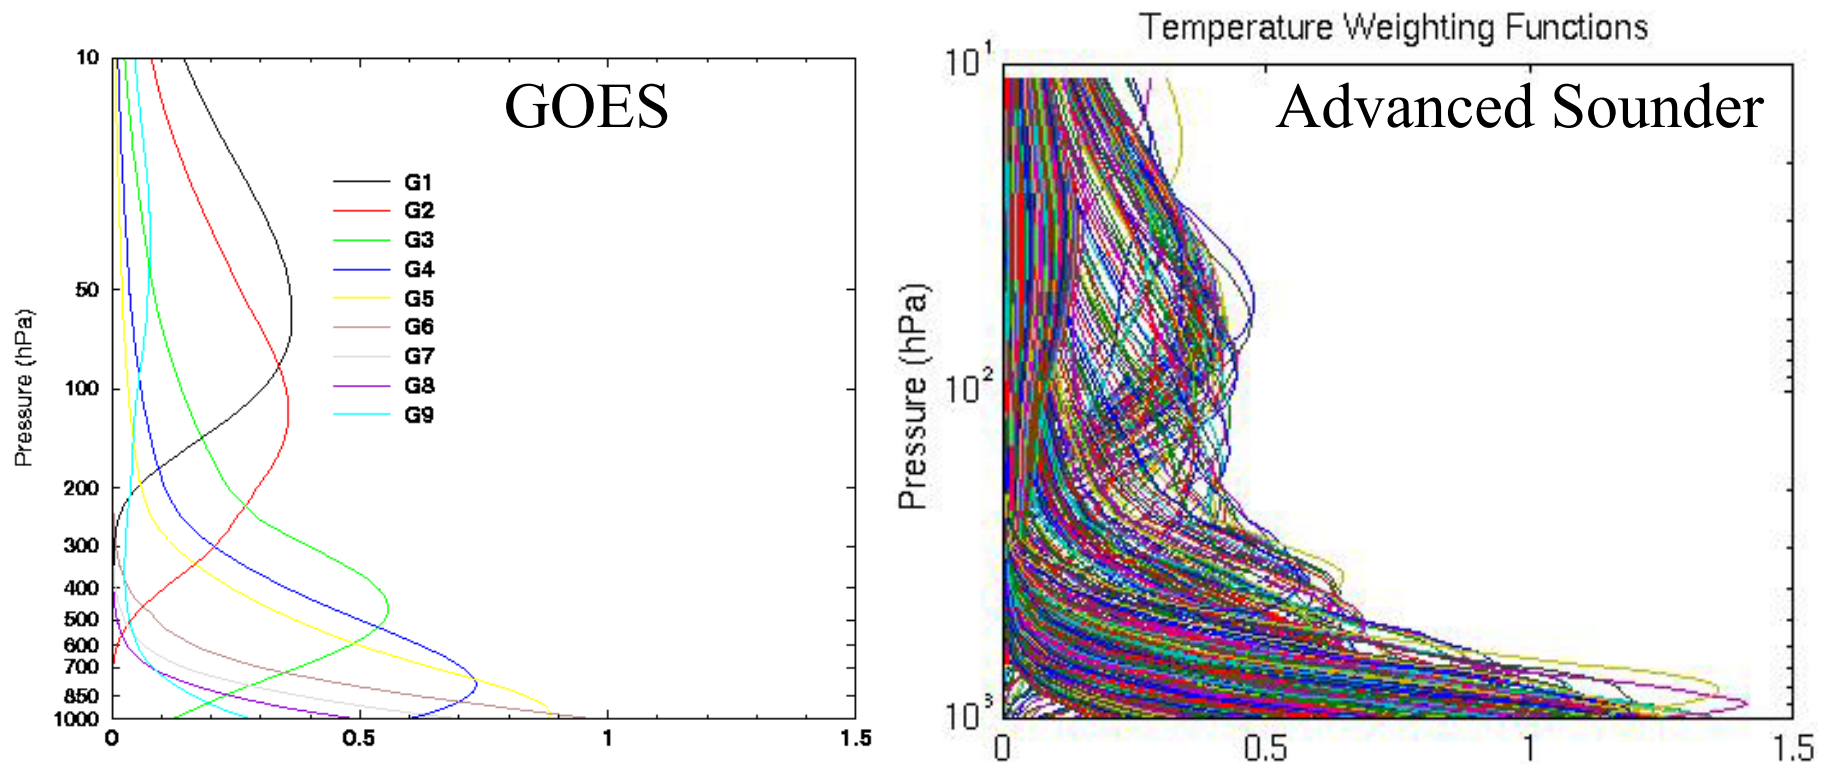 GOES
10
50
100
200
300
400
500
600
700
850
1000
Pressure (hPa)
G1
G2
G3
G4
G5
G6
G7
G8
G9
0
0.5
1
1.5
Temperature Weighting Functions
Advanced Sounder
10¹
10²
10³
Pressure (hPa)
0
0.5
1
1.5